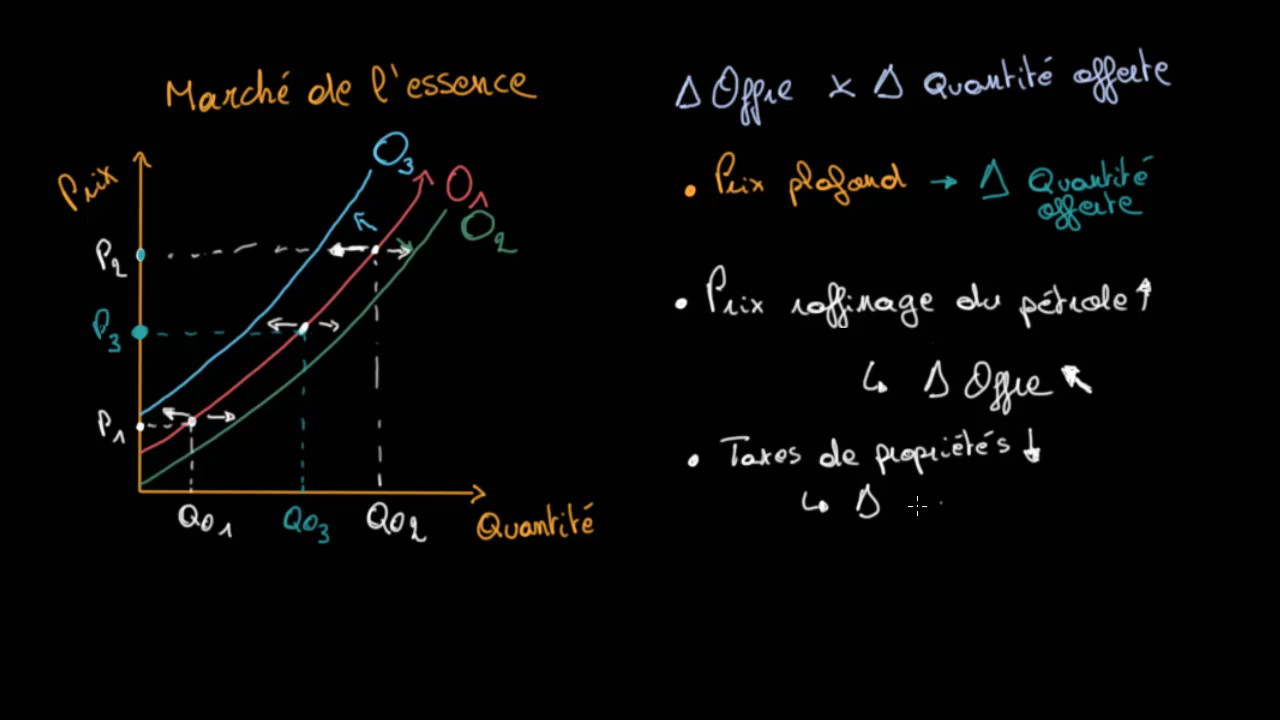 Marché de l'essence
Prix
O3
O1
O2
P2
P3
P1
QO1
QO3
QO2
Quantité
Δ Offre × Δ Quantité offerte
• Prix plafond → Δ Quantité
offerte
• Prix raffinage du pétrole ↑
↳ Δ Offre ↖
• Taxes de propriétés ↓
↳ Δ